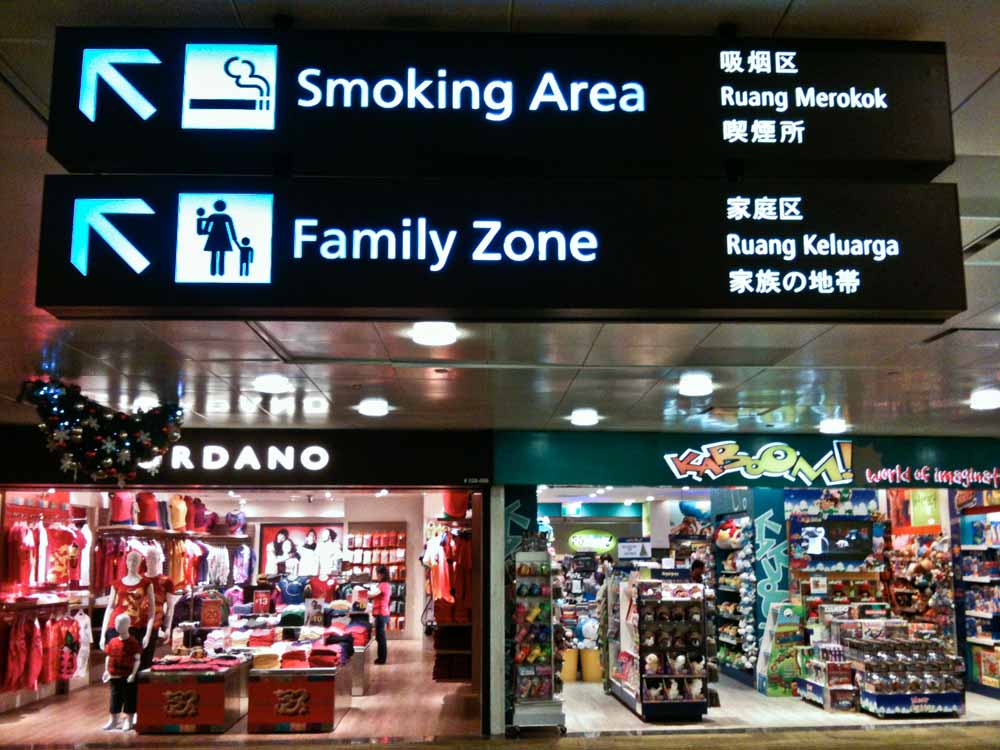 Smoking Area
吸烟区
Ruang Merokok
喫煙所
Family Zone
家庭区
Ruang Keluarga
家族の地帯
RDANO
KABOOM!
world of imaginat